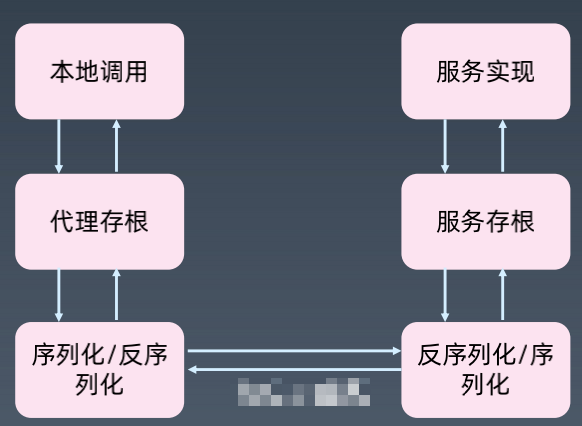 本地调用
服务实现
代理存根
服务存根
序列化/反序
列化
反序列化/序
列化